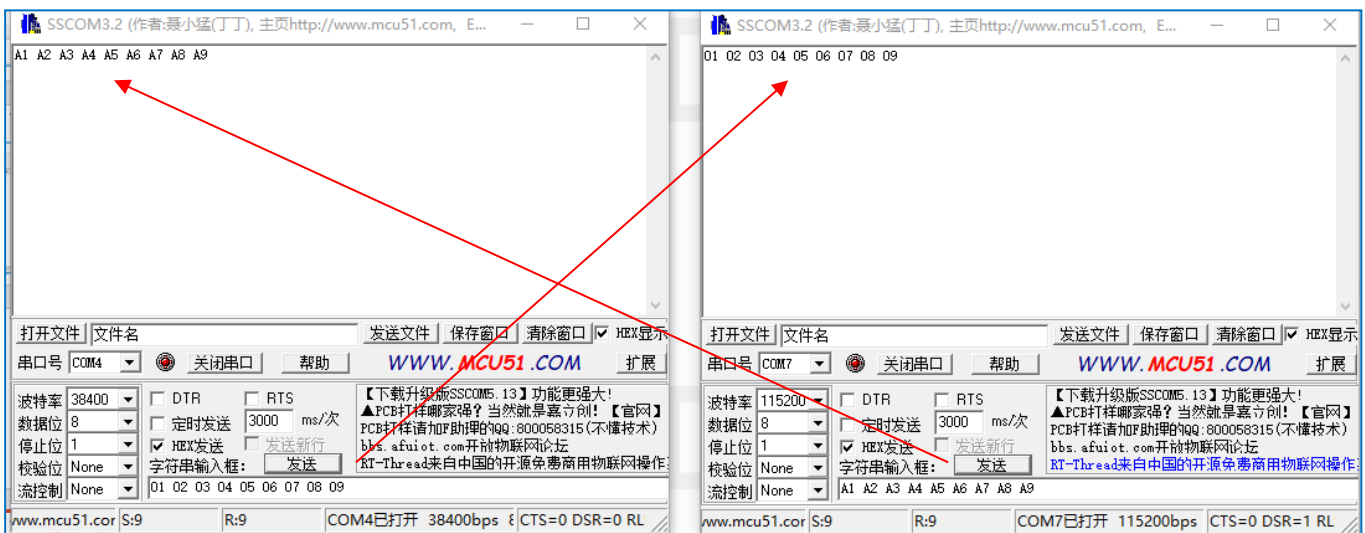 SSCOM3.2 (作者:聂小猛(丁丁), 主页http://www.mcu51.com, E...
A1 A2 A3 A4 A5 A6 A7 A8 A9
打开文件 文件名 发送文件 保存窗口 清除窗口 HEX显示
串口号 COM4 关闭串口 帮助 WWW.MCU51.COM 扩展
波特率 38400 DTR RTS
数据位 8 定时发送 3000 ms/次
停止位 1 HEX发送 发送新行
校验位 None 字符串输入框: 发送
流控制 None 01 02 03 04 05 06 07 08 09
【下载升级版SSCOM5.13】功能更强大!
▲PCB打样哪家强? 当然就是嘉立创! 【官网】
PCB打样请加F助理的QQ:800058315(不懂技术)
bbs.afuiot.com开放物联网论坛
RT-Thread来自中国的开源免费商用物联网操作
www.mcu51.cor S:9 R:9 COM4已打开 38400bps CTS=0 DSR=0 RL
SSCOM3.2 (作者:聂小猛(丁丁), 主页http://www.mcu51.com, E...
01 02 03 04 05 06 07 08 09
打开文件 文件名 发送文件 保存窗口 清除窗口 HEX显示
串口号 COM7 关闭串口 帮助 WWW.MCU51.COM 扩展
波特率 115200 DTR RTS
数据位 8 定时发送 3000 ms/次
停止位 1 HEX发送 发送新行
校验位 None 字符串输入框: 发送
流控制 None A1 A2 A3 A4 A5 A6 A7 A8 A9
【下载升级版SSCOM5.13】功能更强大!
▲PCB打样哪家强? 当然就是嘉立创! 【官网】
PCB打样请加F助理的QQ:800058315(不懂技术)
bbs.afuiot.com开放物联网论坛
RT-Thread来自中国的开源免费商用物联网操作
www.mcu51.cor S:9 R:9 COM7已打开 115200bps CTS=0 DSR=1 RL